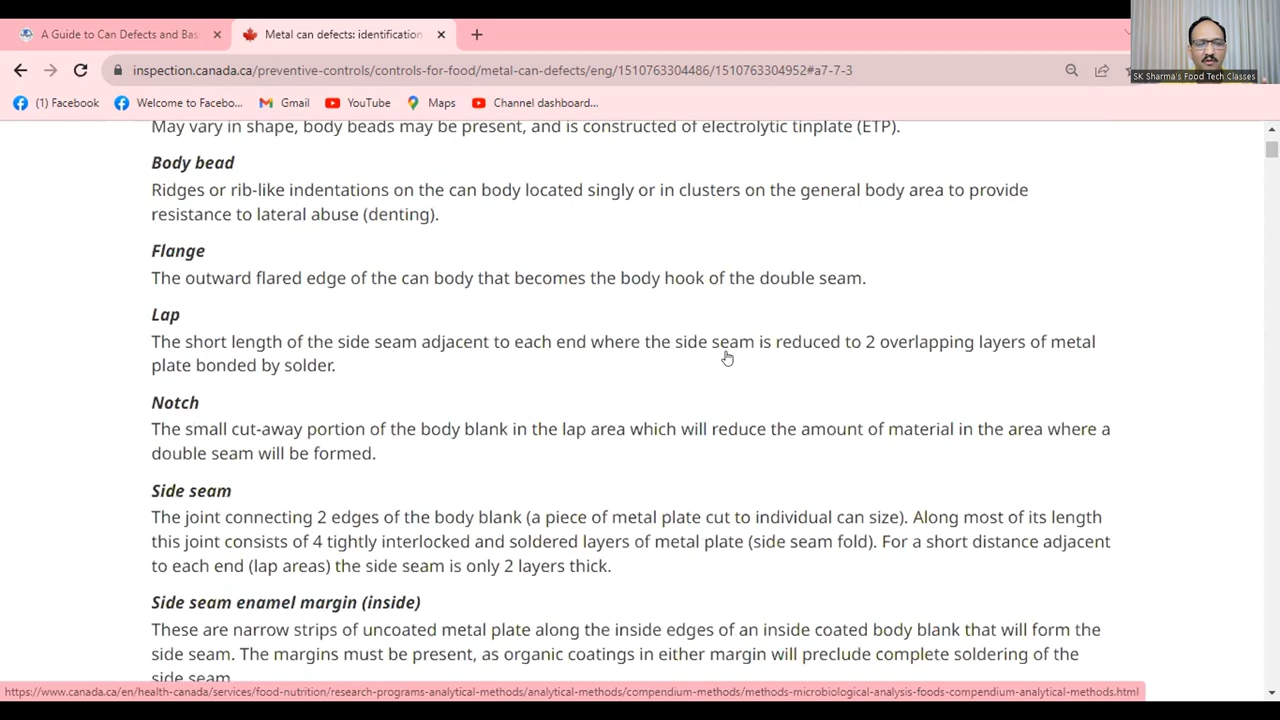 A Guide to Can Defects and Bas
Metal can defects: identification
SK Sharma's Food Tech Classes
inspection.canada.ca/preventive-controls/controls-for-food/metal-can-defects/eng/1510763304486/1510763304952#a7-7-3
(1) Facebook
Welcome to Facebo...
Gmail
YouTube
Maps
Channel dashboard...
May vary in shape, body beads may be present, and is constructed of electrolytic tinplate (ETP).
Body bead
Ridges or rib-like indentations on the can body located singly or in clusters on the general body area to provide
resistance to lateral abuse (denting).
Flange
The outward flared edge of the can body that becomes the body hook of the double seam.
Lap
The short length of the side seam adjacent to each end where the side seam is reduced to 2 overlapping layers of metal
plate bonded by solder.
Notch
The small cut-away portion of the body blank in the lap area which will reduce the amount of material in the area where a
double seam will be formed.
Side seam
The joint connecting 2 edges of the body blank (a piece of metal plate cut to individual can size). Along most of its length
this joint consists of 4 tightly interlocked and soldered layers of metal plate (side seam fold). For a short distance adjacent
to each end (lap areas) the side seam is only 2 layers thick.
Side seam enamel margin (inside)
These are narrow strips of uncoated metal plate along the inside edges of an inside coated body blank that will form the
side seam. The margins must be present, as organic coatings in either margin will preclude complete soldering of the
side seam.
https://www.canada.ca/en/health-canada/services/food-nutrition/research-programs-analytical-methods/analytical-methods/compendium-methods/methods-microbiological-analysis-foods-compendium-analytical-methods.html